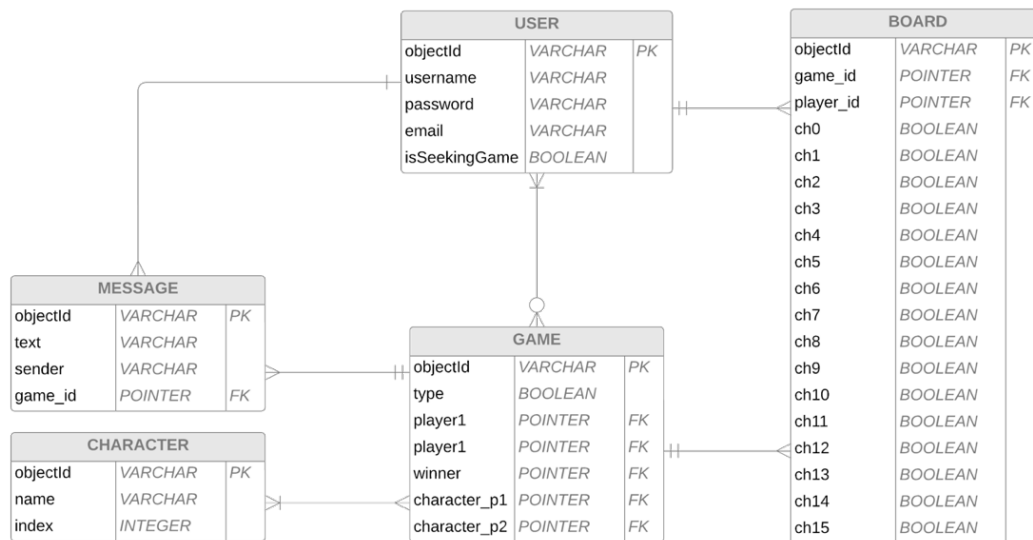 USER
objectId VARCHAR PK
username VARCHAR
password VARCHAR
email VARCHAR
isSeekingGame BOOLEAN
MESSAGE
objectId VARCHAR PK
text VARCHAR
sender VARCHAR
game_id POINTER FK
CHARACTER
objectId VARCHAR PK
name VARCHAR
index INTEGER
GAME
objectId VARCHAR PK
type BOOLEAN
player1 POINTER FK
player1 POINTER FK
winner POINTER FK
character_p1 POINTER FK
character_p2 POINTER FK
BOARD
objectId VARCHAR PK
game_id POINTER FK
player_id POINTER FK
ch0 BOOLEAN
ch1 BOOLEAN
ch2 BOOLEAN
ch3 BOOLEAN
ch4 BOOLEAN
ch5 BOOLEAN
ch6 BOOLEAN
ch7 BOOLEAN
ch8 BOOLEAN
ch9 BOOLEAN
ch10 BOOLEAN
ch11 BOOLEAN
ch12 BOOLEAN
ch13 BOOLEAN
ch14 BOOLEAN
ch15 BOOLEAN